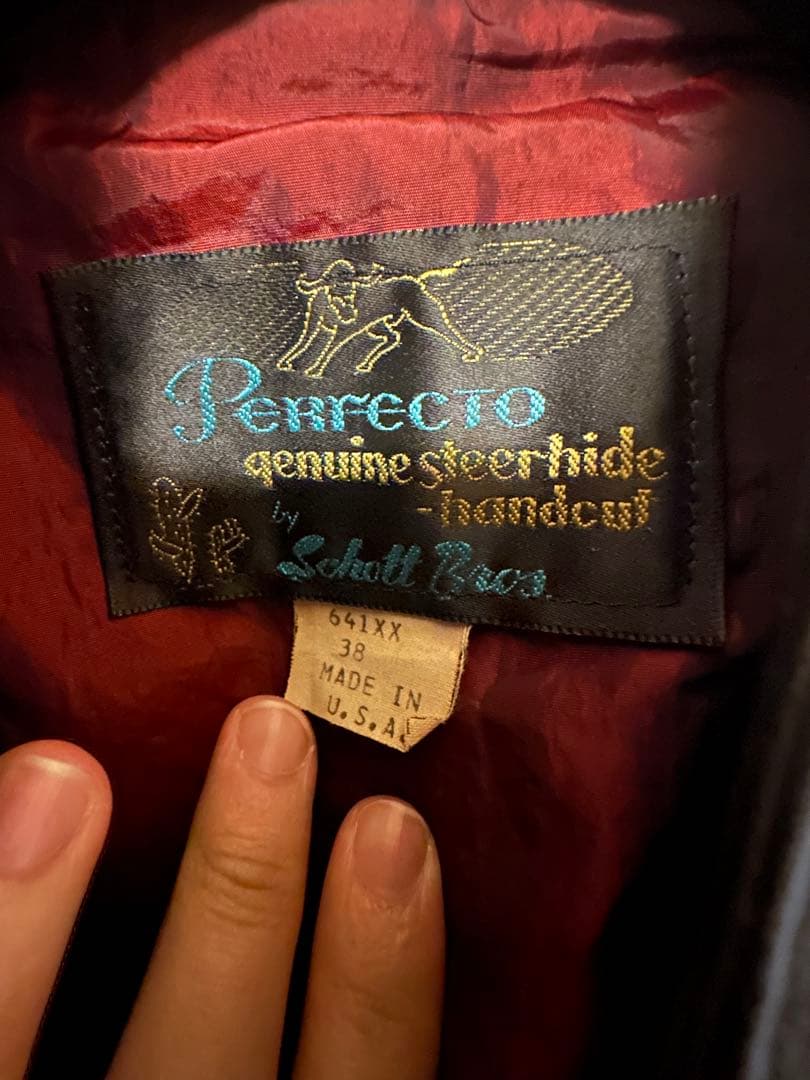 PERFECTO
genuine steerhide
-handcut
by
Schott Bros.
641XX
38
MADE IN
U.S.A.